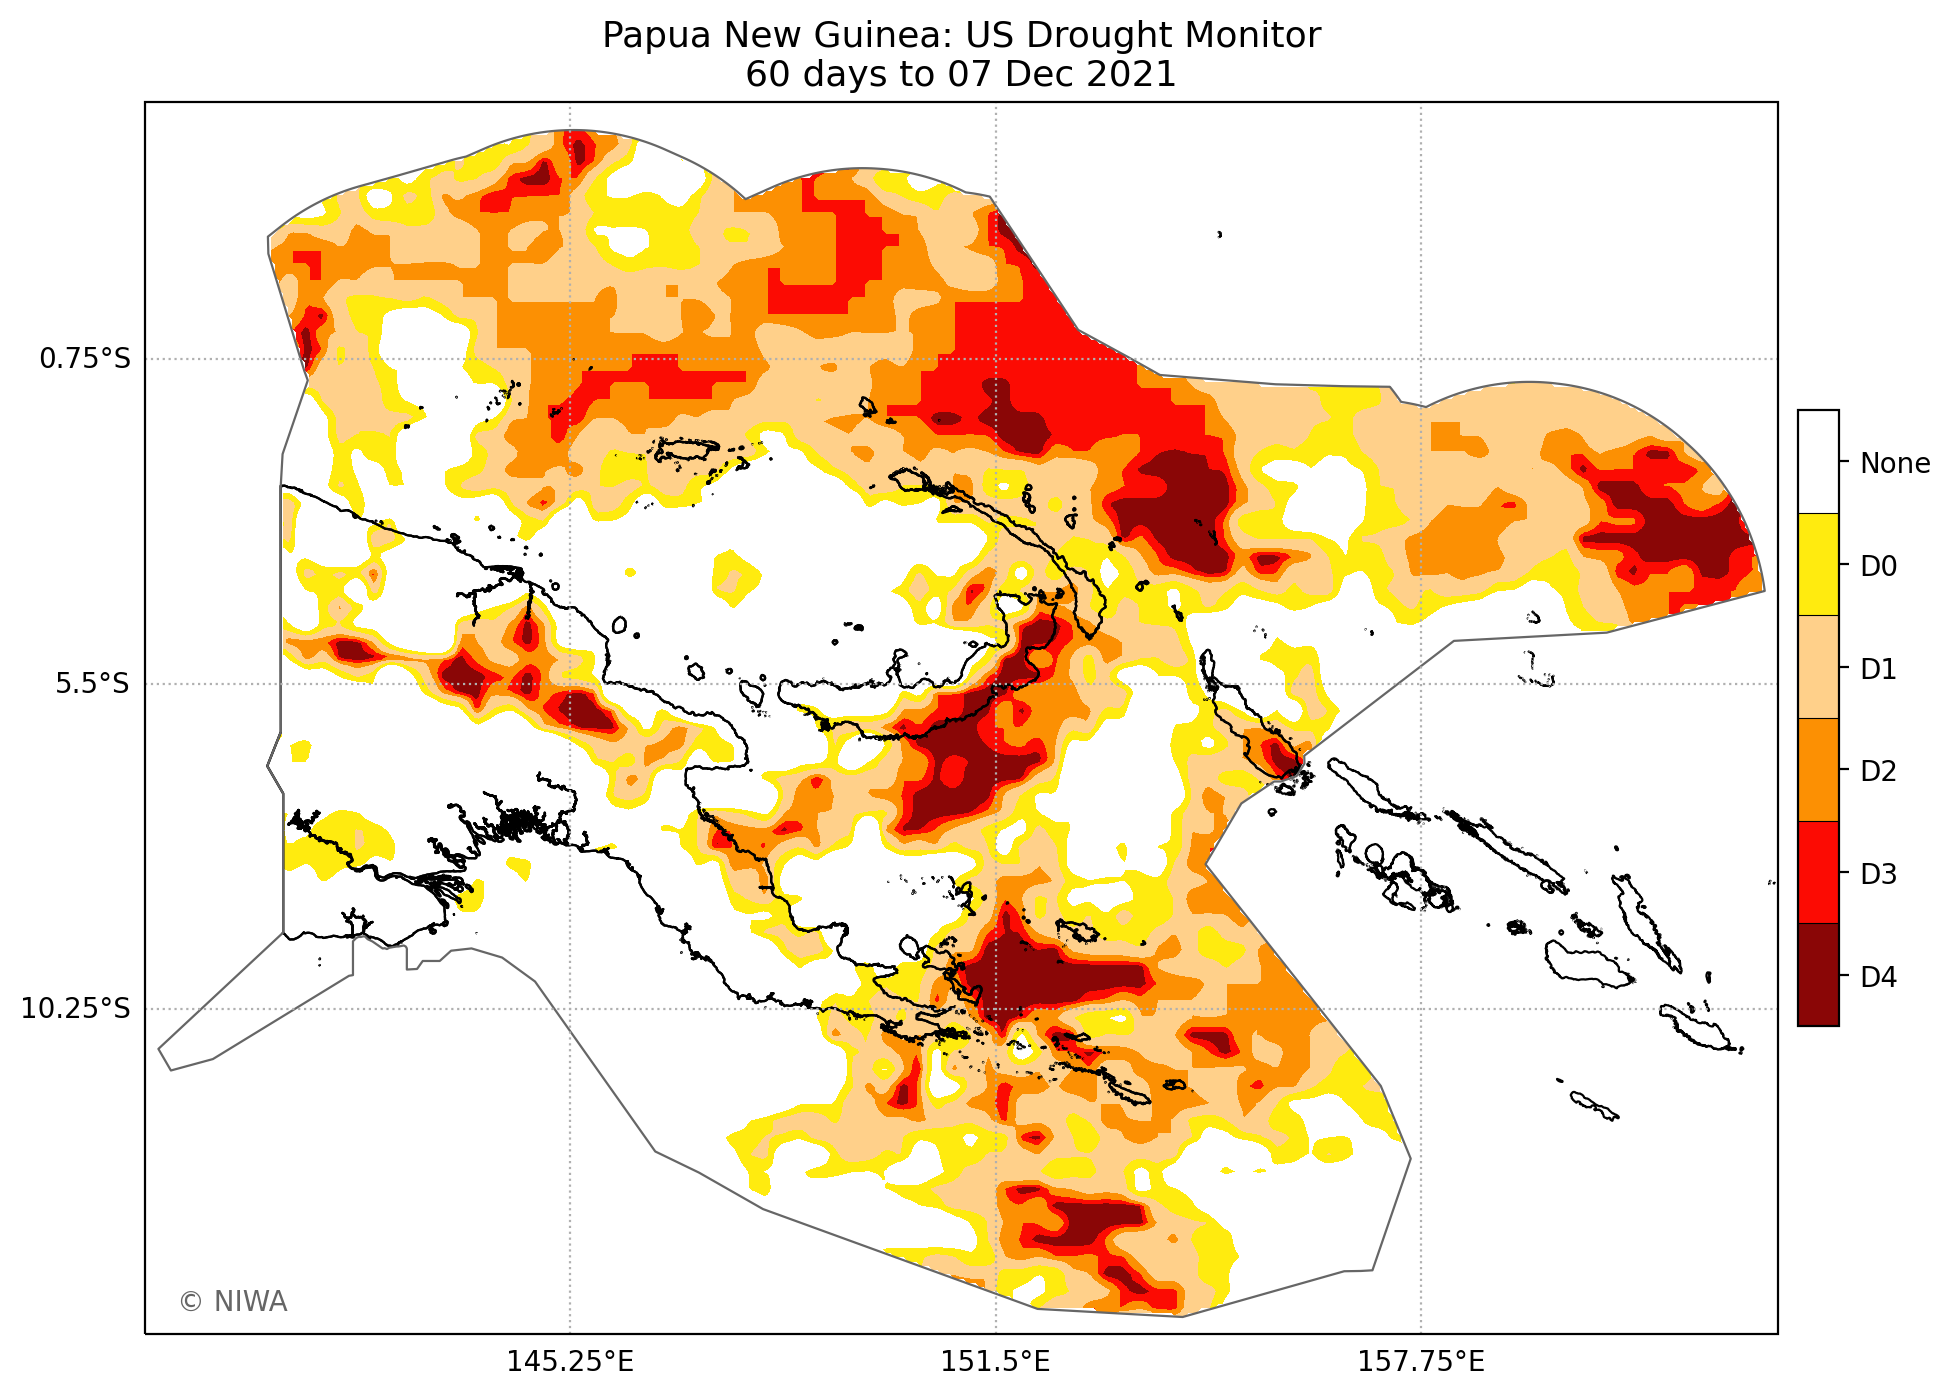 Papua New Guinea: US Drought Monitor
60 days to 07 Dec 2021
0.75°S
5.5°S
10.25°S
145.25°E
151.5°E
157.75°E
None
D0
D1
D2
D3
D4
© NIWA